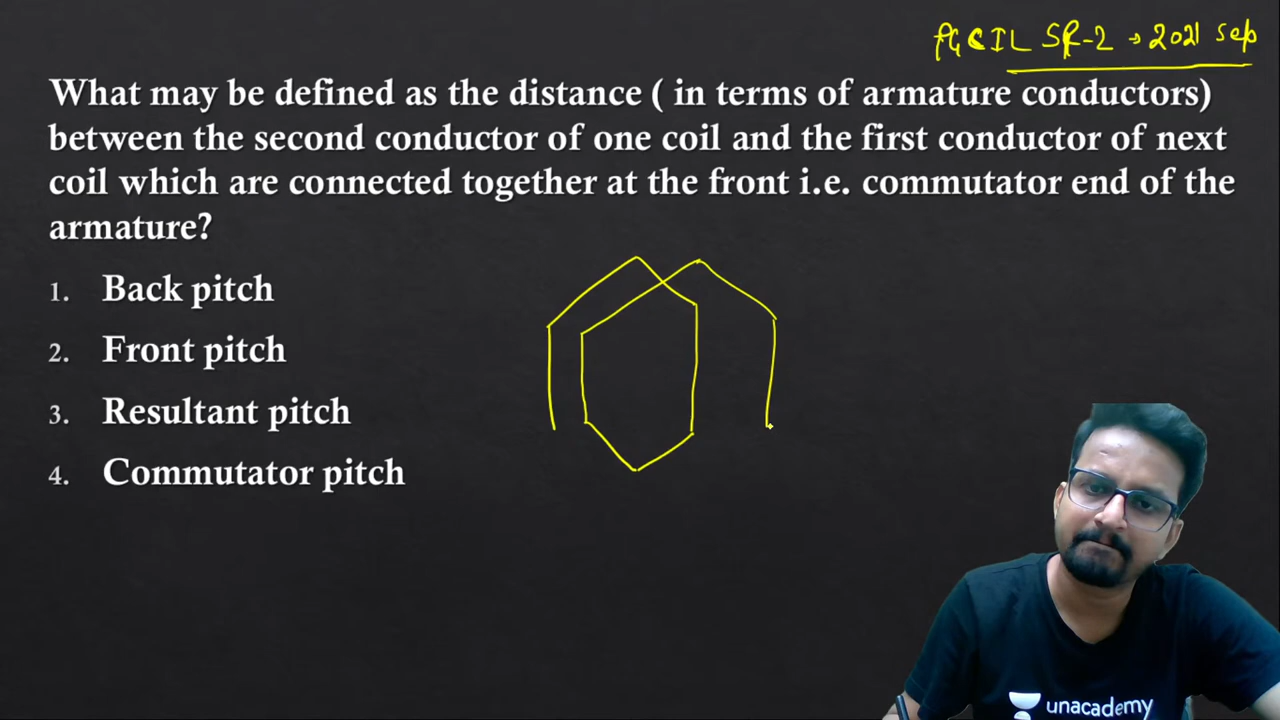 PGCIL SR-2 → 2021 Sep
What may be defined as the distance ( in terms of armature conductors)
between the second conductor of one coil and the first conductor of next
coil which are connected together at the front i.e. commutator end of the
armature?
1. Back pitch
2. Front pitch
3. Resultant pitch
4. Commutator pitch
unacademy